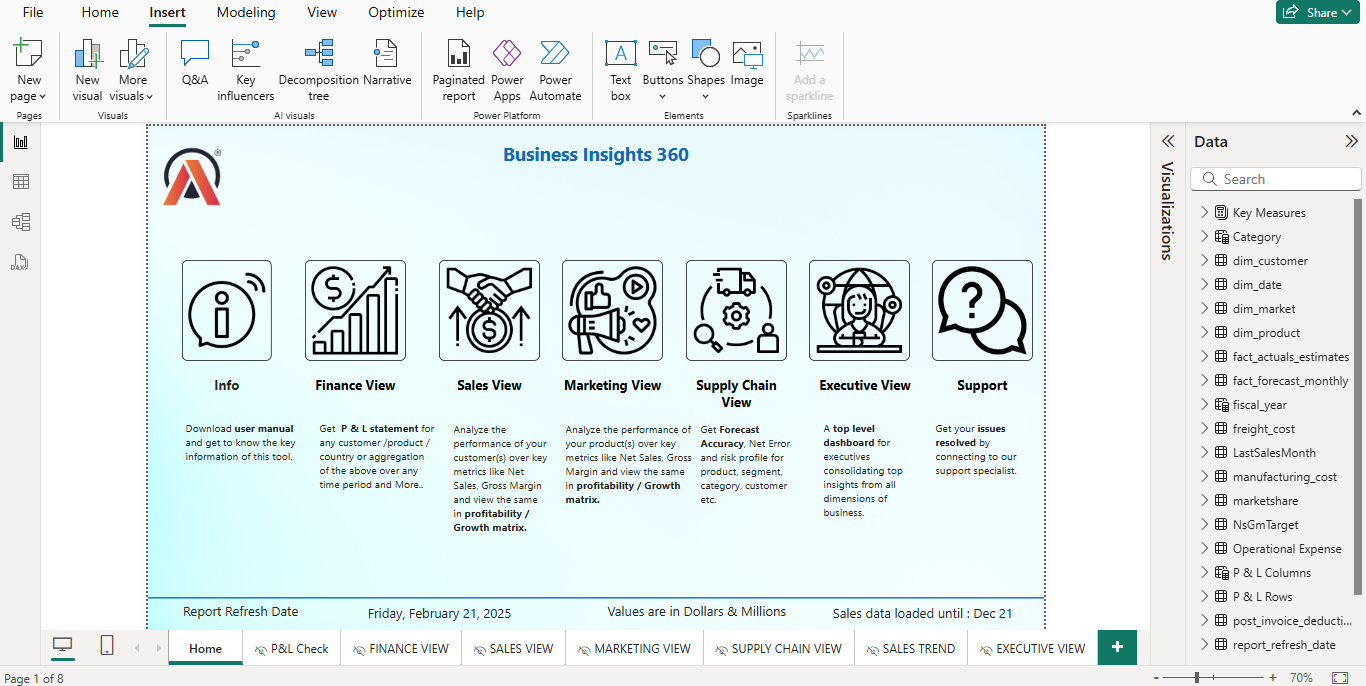 File Home Insert Modeling View Optimize Help Share
New page
New visual
More visuals
Q&A
Key influencers
Decomposition tree
Narrative
Paginated report
Power Apps
Power Automate
Text box
Buttons
Shapes
Image
Add a sparkline
Pages Visuals AI visuals Power Platform Elements Sparklines
Business Insights 360
Info
Download user manual
and get to know the key
information of this tool.
Finance View
Get P & L statement for
any customer /product /
country or aggregation
of the above over any
time period and More..
Sales View
Analyze the
performance of your
customer(s) over key
metrics like Net
Sales, Gross Margin
and view the same
in profitability /
Growth matrix.
Marketing View
Analyze the performance of
your product(s) over key
metrics like Net Sales, Gross
Margin and view the same
in profitability / Growth
matrix.
Supply Chain
View
Get Forecast
Accuracy, Net Error
and risk profile for
product, segment,
category, customer
etc.
Executive View
A top level
dashboard for
executives
consolidating top
insights from all
dimensions of
business.
Support
Get your issues
resolved by
connecting to our
support specialist.
Report Refresh Date Friday, February 21, 2025 Values are in Dollars & Millions Sales data loaded until : Dec 21
Visualizations
Data
Search
Key Measures
Category
dim_customer
dim_date
dim_market
dim_product
fact_actuals_estimates
fact_forecast_monthly
fiscal_year
freight_cost
LastSalesMonth
manufacturing_cost
marketshare
NsGmTarget
Operational Expense
P & L Columns
P & L Rows
post_invoice_deducti...
report_refresh_date
Home P&L Check FINANCE VIEW SALES VIEW MARKETING VIEW SUPPLY CHAIN VIEW SALES TREND EXECUTIVE VIEW +
Page 1 of 8 - + 70%